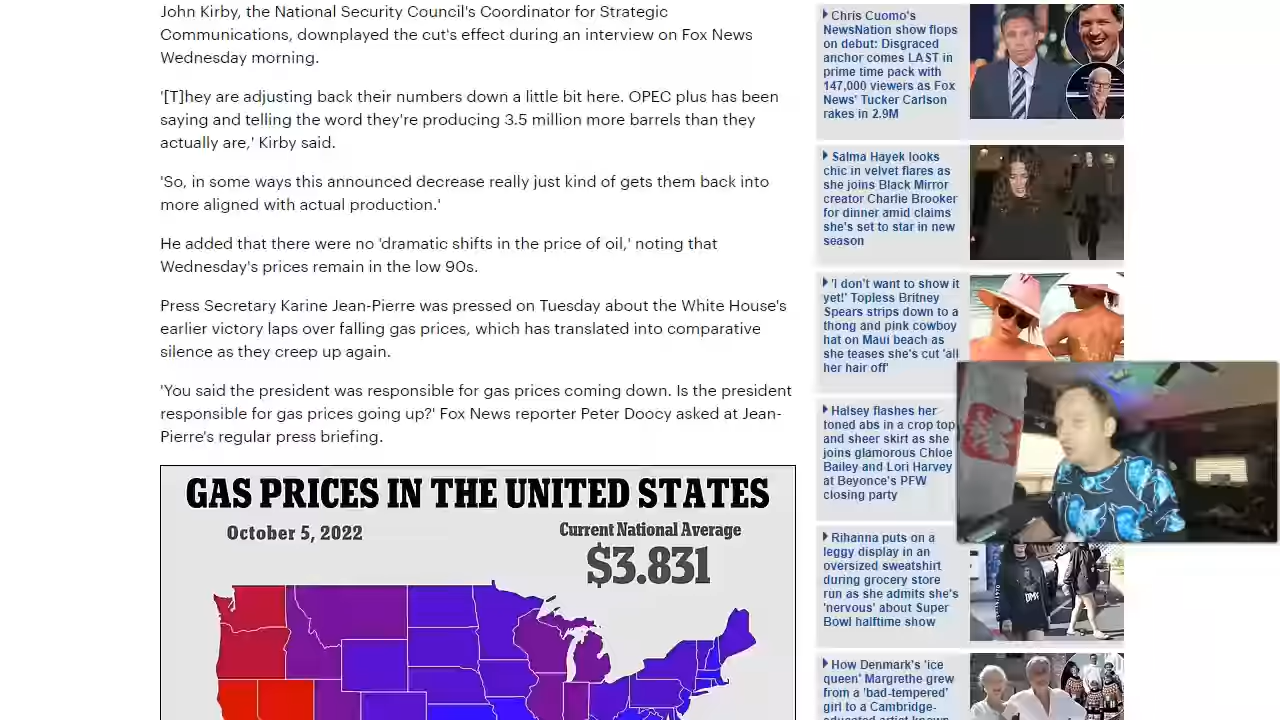 John Kirby, the National Security Council's Coordinator for Strategic
Communications, downplayed the cut's effect during an interview on Fox News
Wednesday morning.
'[T]hey are adjusting back their numbers down a little bit here. OPEC plus has been
saying and telling the word they're producing 3.5 million more barrels than they
actually are,' Kirby said.
'So, in some ways this announced decrease really just kind of gets them back into
more aligned with actual production.'
He added that there were no 'dramatic shifts in the price of oil,' noting that
Wednesday's prices remain in the low 90s.
Press Secretary Karine Jean-Pierre was pressed on Tuesday about the White House's
earlier victory laps over falling gas prices, which has translated into comparative
silence as they creep up again.
'You said the president was responsible for gas prices coming down. Is the president
responsible for gas prices going up?' Fox News reporter Peter Doocy asked at Jean-
Pierre's regular press briefing.
GAS PRICES IN THE UNITED STATES
October 5, 2022
Current National Average
$3.831
Chris Cuomo's
NewsNation show flops
on debut: Disgraced
anchor comes LAST in
prime time pack with
147,000 viewers as Fox
News' Tucker Carlson
rakes in 2.9M
Salma Hayek looks
chic in velvet flares as
she joins Black Mirror
creator Charlie Brooker
for dinner amid claims
she's set to star in new
season
'I don't want to show it
yet!' Topless Britney
Spears strips down to a
thong and pink cowboy
hat on Maui beach as
she teases she's cut 'all
her hair off'
Halsey flashes her
toned abs in a crop top
and sheer skirt as she
joins glamorous Chloe
Bailey and Lori Harvey
at Beyonce's PFW
closing party
Rihanna puts on a
leggy display in an
oversized sweatshirt
during grocery store
run as she admits she's
'nervous' about Super
Bowl halftime show
DMX
How Denmark's 'ice
queen' Margrethe grew
from a 'bad-tempered'
girl to a Cambridge-
educated artist known